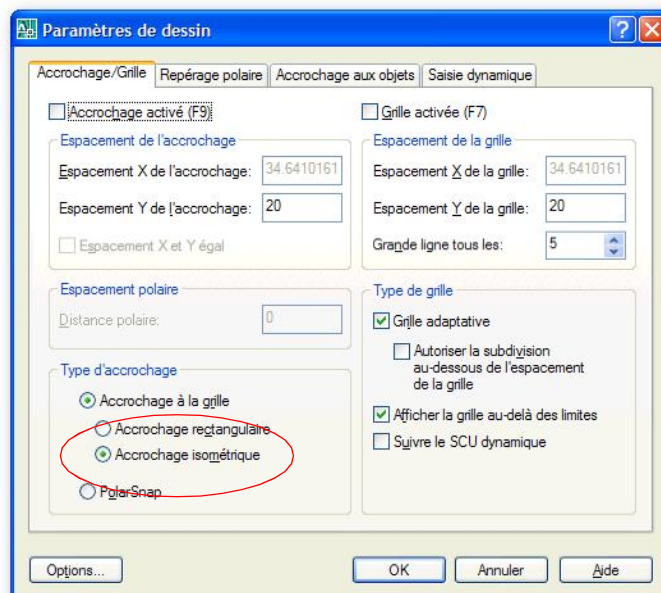 Paramètres de dessin
Accrochage/Grille
Repérage polaire
Accrochage aux objets
Saisie dynamique
Accrochage activé (F9)
Espacement de l'accrochage
Espacement X de l'accrochage: 34.6410161
Espacement Y de l'accrochage: 20
Espacement X et Y égal
Espacement polaire
Distance polaire: 0
Type d'accrochage
Accrochage à la grille
Accrochage rectangulaire
Accrochage isométrique
PolarSnap
Grille activée (F7)
Espacement de la grille
Espacement X de la grille: 34.6410161
Espacement Y de la grille: 20
Grande ligne tous les: 5
Type de grille
Grille adaptative
Autoriser la subdivision
au-dessous de l'espacement
de la grille
Afficher la grille au-delà des limites
Suivre le SCU dynamique
Options...
OK
Annuler
Aide